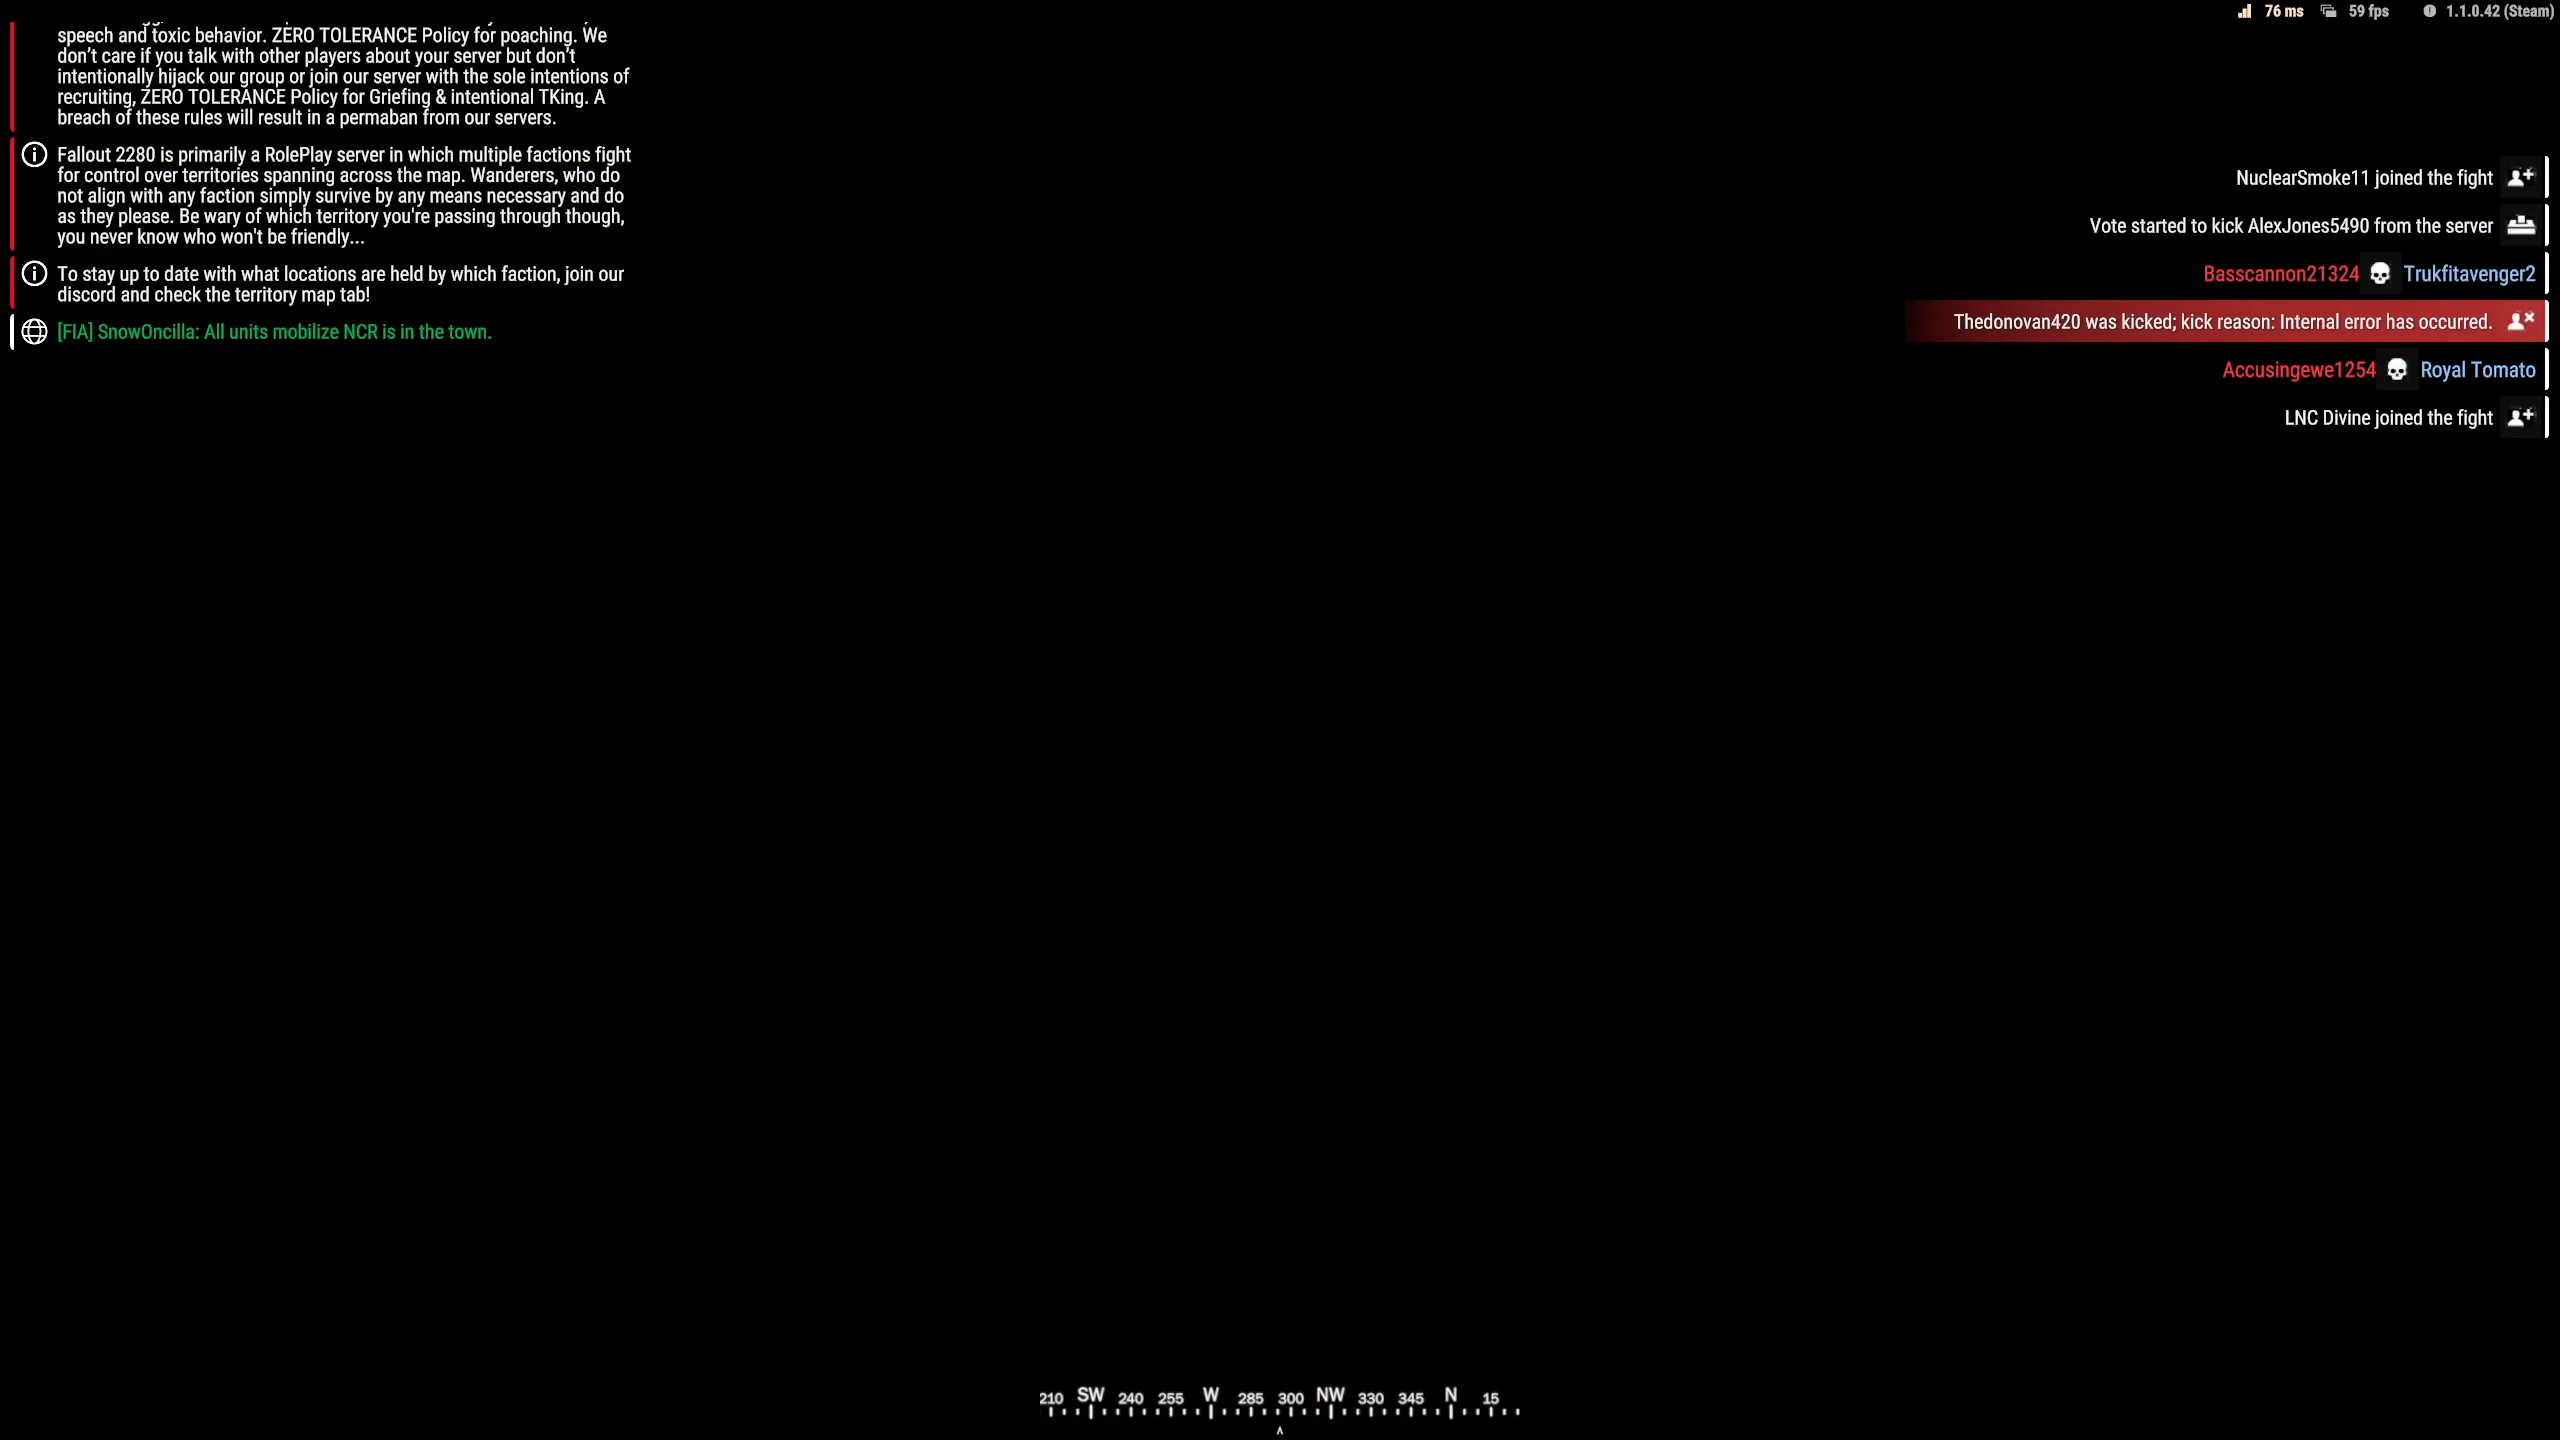 speech and toxic behavior. ZERO TOLERANCE Policy for poaching. We
don’t care if you talk with other players about your server but don’t
intentionally hijack our group or join our server with the sole intentions of
recruiting, ZERO TOLERANCE Policy for Griefing & intentional TKing. A
breach of these rules will result in a permaban from our servers.
Fallout 2280 is primarily a RolePlay server in which multiple factions fight
for control over territories spanning across the map. Wanderers, who do
not align with any faction simply survive by any means necessary and do
as they please. Be wary of which territory you're passing through though,
you never know who won't be friendly...
To stay up to date with what locations are held by which faction, join our
discord and check the territory map tab!
[FIA] SnowOncilla: All units mobilize NCR is in the town.
76 ms 59 fps 1.1.0.42 (Steam)
NuclearSmoke11 joined the fight
Vote started to kick AlexJones5490 from the server
Basscannon21324 Trukfitavenger2
Thedonovan420 was kicked; kick reason: Internal error has occurred.
Accusingewe1254 Royal Tomato
LNC Divine joined the fight
210 SW 240 255 W 285 300 NW 330 345 N 15